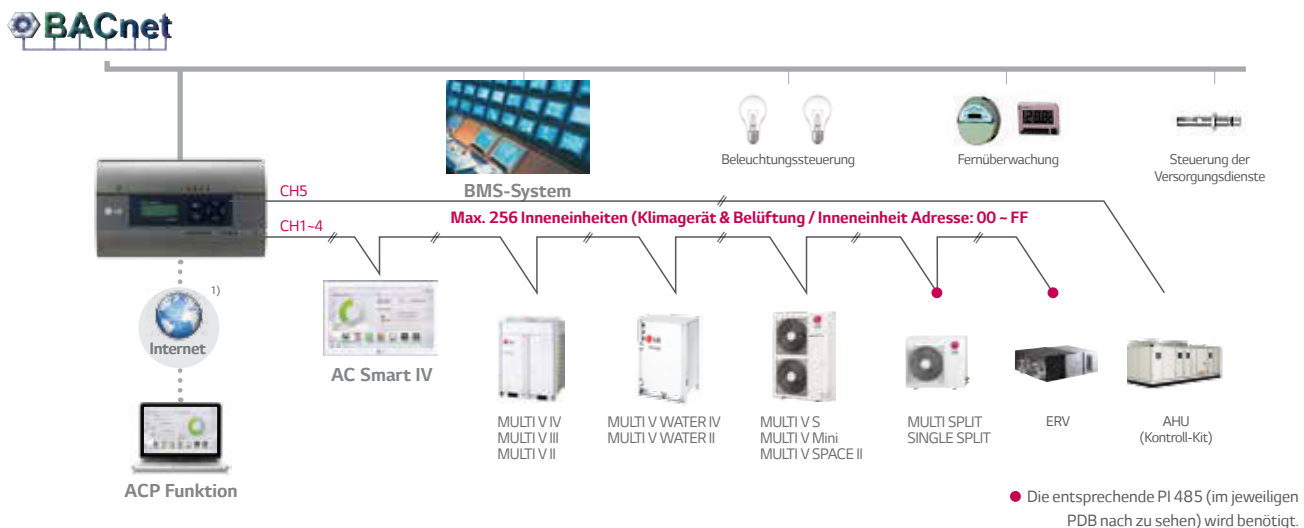 BACnet
Beleuchtungssteuerung
Fernüberwachung
Steuerung der
Versorgungsdienste
BMS-System
CH5
Max. 256 Inneneinheiten (Klimagerät & Belüftung / Inneneinheit Adresse: 00 ~ FF
CH1~4
1)
Internet
AC Smart IV
MULTI V IV
MULTI V III
MULTI V II
MULTI V WATER IV
MULTI V WATER II
MULTI V S
MULTI V Mini
MULTI V SPACE II
MULTI SPLIT
SINGLE SPLIT
ERV
AHU
(Kontroll-Kit)
ACP Funktion
Die entsprechende PI 485 (im jeweiligen
PDB nach zu sehen) wird benötigt.